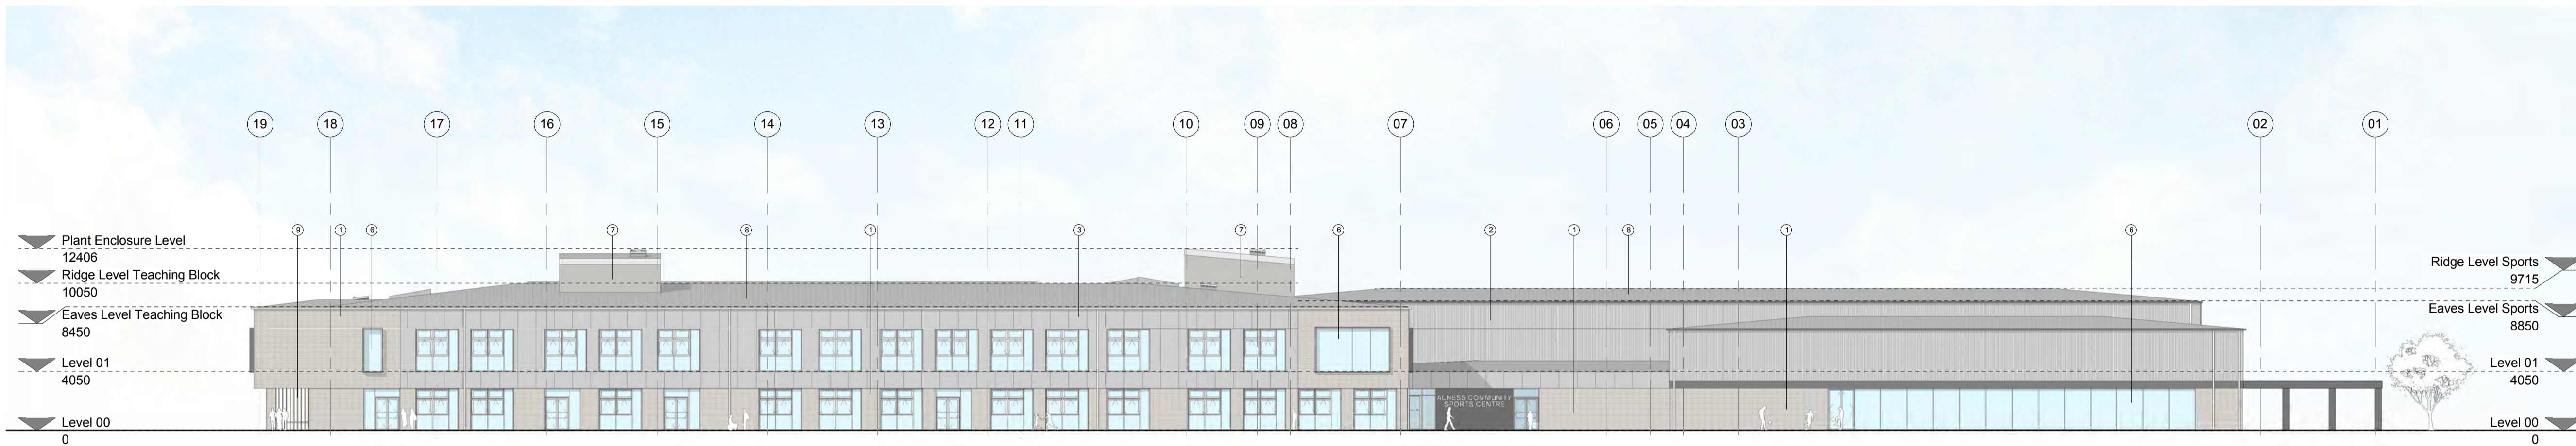 19 18 17 16 15 14 13 12 11 10 09 08 07 06 05 04 03 02 01
9 1 6 7 8 1 3 7 6 2 1 8 1 6
Plant Enclosure Level
12406
Ridge Level Teaching Block
10050
Eaves Level Teaching Block
8450
Level 01
4050
Level 00
0
ALNESS COMMUNITY
SPORTS CENTRE
Ridge Level Sports
9715
Eaves Level Sports
8850
Level 01
4050
Level 00
0